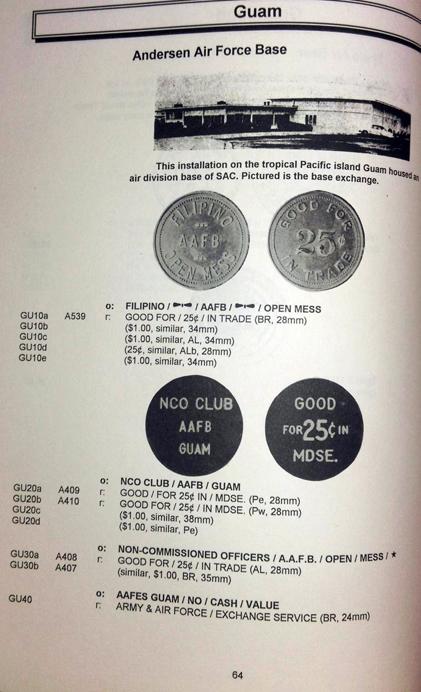 Guam
Andersen Air Force Base
This installation on the tropical Pacific island Guam housed an
air division base of SAC. Pictured is the base exchange.
FILIPINO
AAFB
OPEN MESS
GOOD FOR
25¢
IN TRADE
o: FILIPINO / / AAFB / / OPEN MESS
GU10a A539 r: GOOD FOR / 25¢ / IN TRADE (BR, 28mm)
GU10b ($1.00, similar, 34mm)
GU10c ($1.00, similar, AL, 34mm)
GU10d (25¢, similar, ALb, 28mm)
GU10e ($1.00, similar, 34mm)
NCO CLUB
AAFB
GUAM
GOOD
FOR 25¢ IN
MDSE.
o: NCO CLUB / AAFB / GUAM
GU20a A409 r: GOOD / FOR 25¢ IN / MDSE. (Pe, 28mm)
GU20b A410 r: GOOD / FOR 25¢ IN / MDSE. (Pw, 28mm)
GU20c ($1.00, similar, 38mm)
GU20d ($1.00, similar, Pe)
o: NON-COMMISSIONED OFFICERS / A.A.F.B. / OPEN / MESS / *
GU30a A408 r: GOOD FOR / 25¢ / IN TRADE (AL, 28mm)
GU30b A407 (similar, $1.00, BR, 35mm)
o: AAFES GUAM / NO / CASH / VALUE
GU40 r: ARMY & AIR FORCE / EXCHANGE SERVICE (BR, 24mm)
64